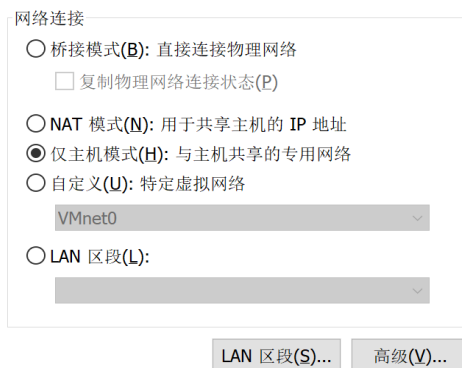 网络连接
桥接模式(B): 直接连接物理网络
复制物理网络连接状态(P)
NAT 模式(N): 用于共享主机的 IP 地址
仅主机模式(H): 与主机共享的专用网络
自定义(U): 特定虚拟网络
VMnet0
LAN 区段(L):
LAN 区段(S)... 高级(V)...